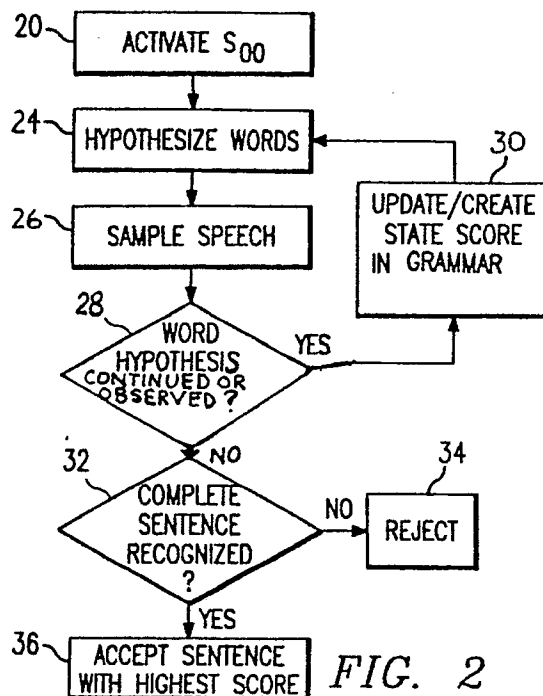 20
ACTIVATE S00
24
HYPOTHESIZE WORDS
30
UPDATE/CREATE
STATE SCORE
IN GRAMMAR
26
SAMPLE SPEECH
28
WORD
HYPOTHESIS
CONTINUED OR
OBSERVED ?
YES
NO
32
COMPLETE
SENTENCE
RECOGNIZED
?
NO
34
REJECT
YES
36
ACCEPT SENTENCE
WITH HIGHEST SCORE
FIG. 2